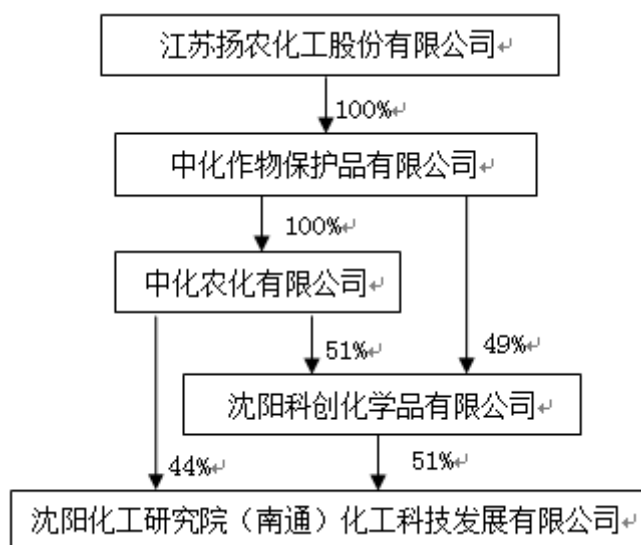 江苏扬农化工股份有限公司↵
100%↵
中化作物保护品有限公司↵
100%↵
中化农化有限公司↵
51%↵
49%↵
沈阳科创化学品有限公司↵
44%↵
51%↵
沈阳化工研究院（南通）化工科技发展有限公司↵